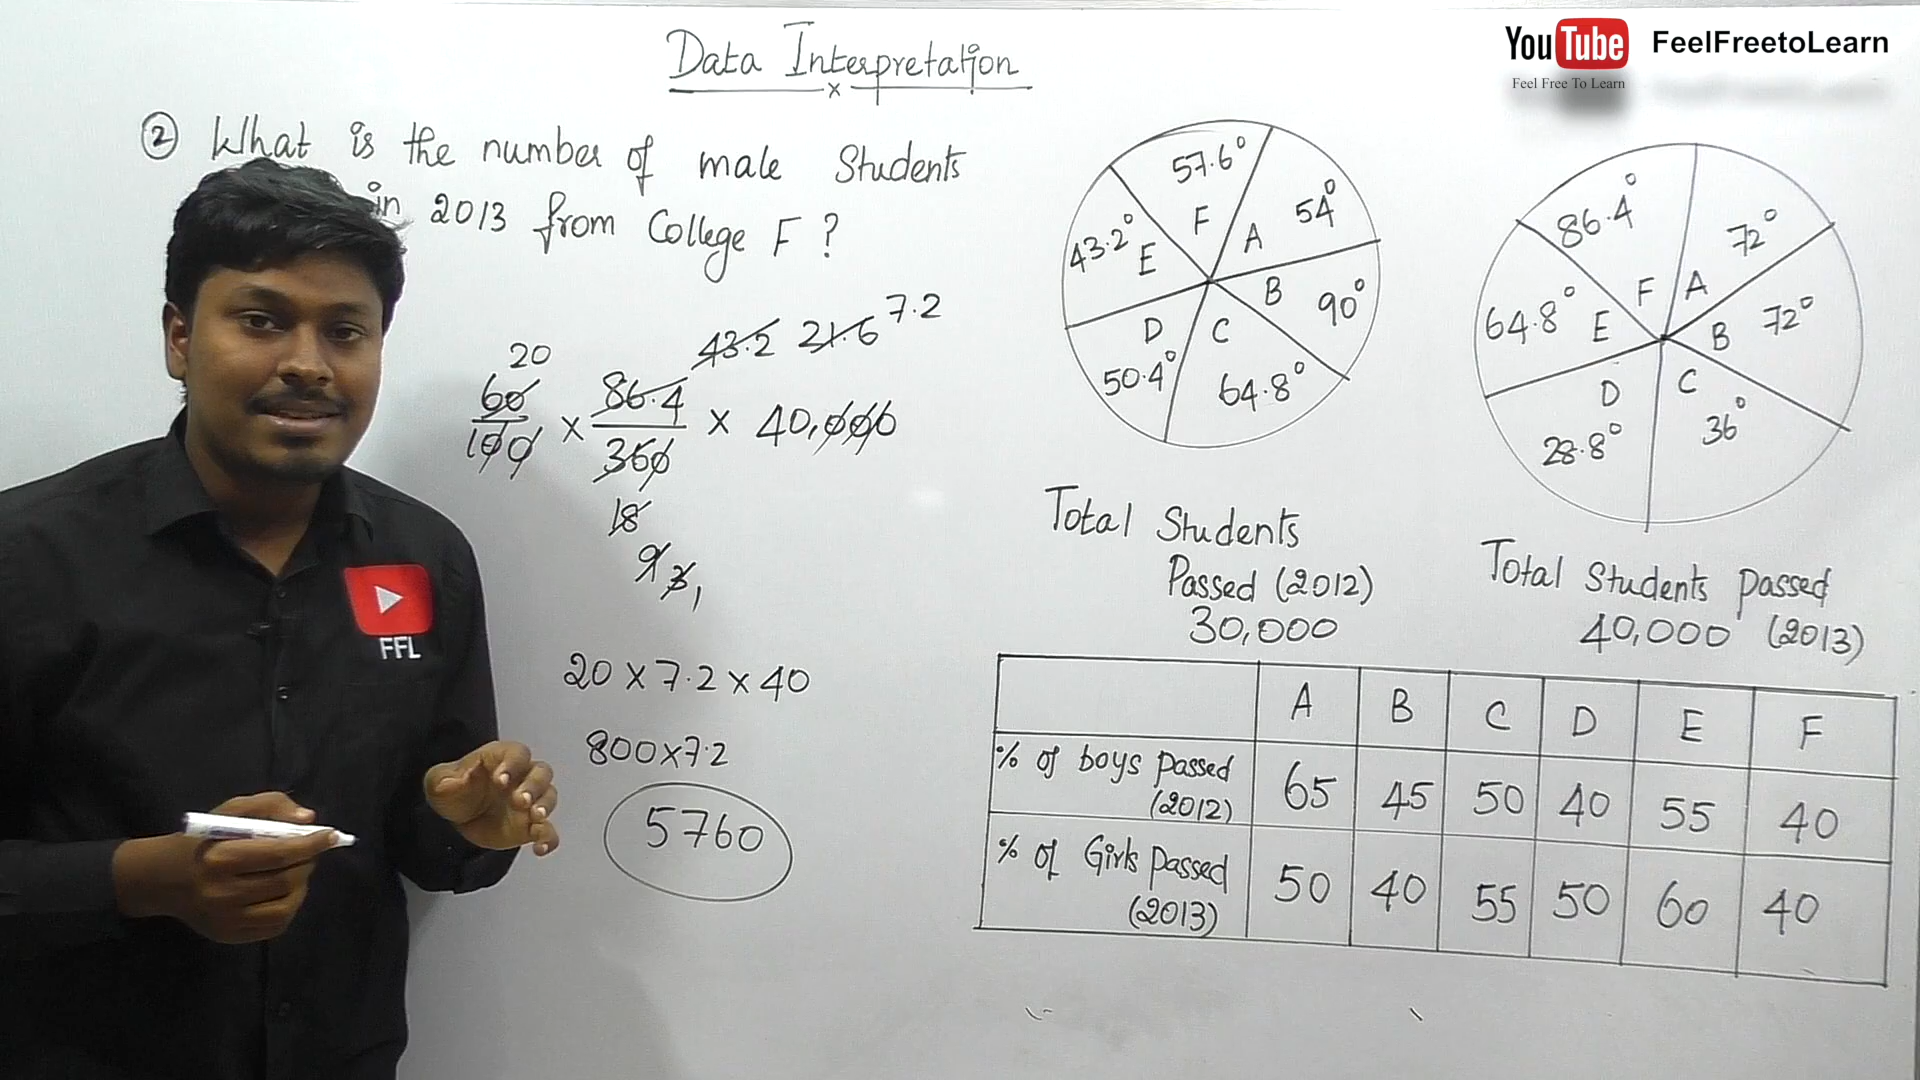 Data Interpretation
x
YouTube FeelFreetoLearn
Feel Free To Learn
② What is the number of male Students
in 2013 from College F ?
20
60/100 x 86.4/360 x 40,000
43.2 21.6 7.2
18
9 3 1
20 x 7.2 x 40
800 x 7.2
5760
FFL
57.6° F
54° A
B 90°
C 64.8°
D 50.4°
43.2° E
Total Students
Passed (2012)
30,000
86.4° F
72° A
B 72°
C 36°
D 28.8°
64.8° E
Total Students passed
40,000 (2013)
A B C D E F
% of boys passed (2012) 65 45 50 40 55 40
% of Girls passed (2013) 50 40 55 50 60 40